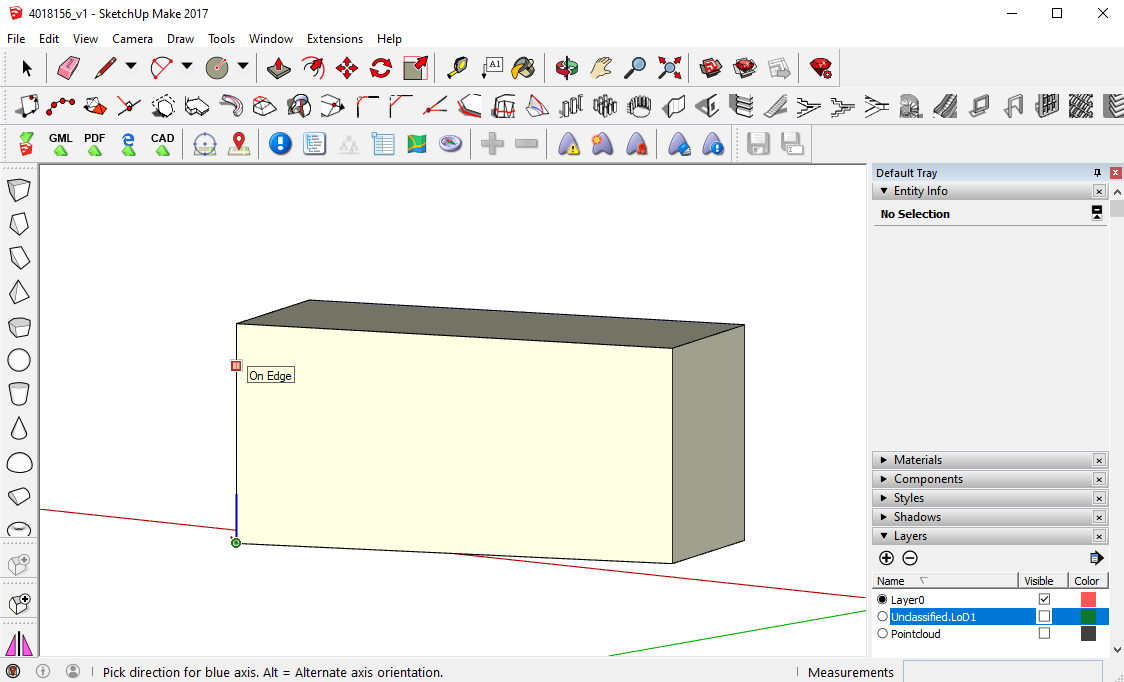 4018156_v1 - SketchUp Make 2017
File Edit View Camera Draw Tools Window Extensions Help
A1
GML PDF CAD
Default Tray
Entity Info
No Selection
On Edge
Materials
Components
Styles
Shadows
Layers
Name Visible Color
Layer0
Unclassified.LoD1
Pointcloud
Pick direction for blue axis. Alt = Alternate axis orientation.
Measurements